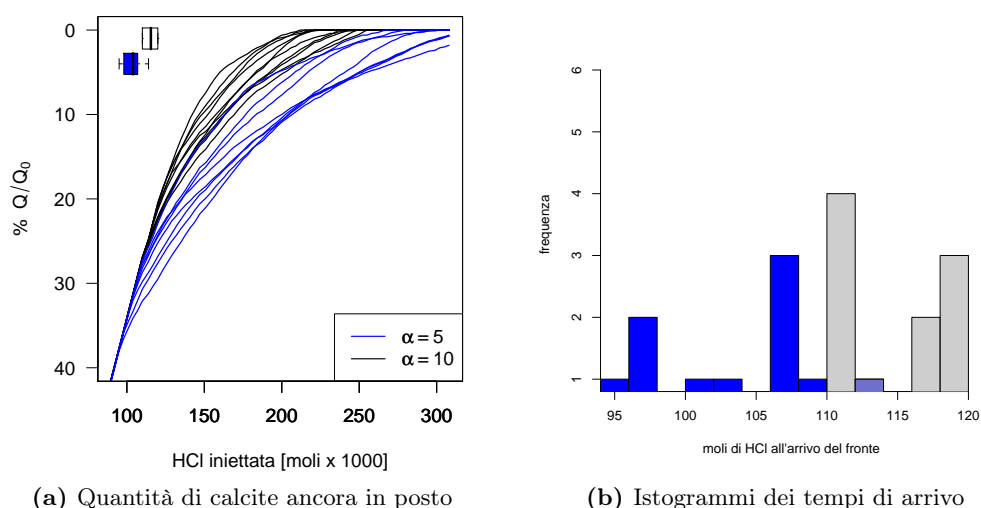 0
10
20
30
40
% Q/Q0
100 150 200 250 300
HCl iniettata [moli x 1000]
α = 5
α = 10
(a) Quantità di calcite ancora in posto
6
5
4
3
2
1
frequenza
95 100 105 110 115 120
moli di HCl all'arrivo del fronte
(b) Istogrammi dei tempi di arrivo